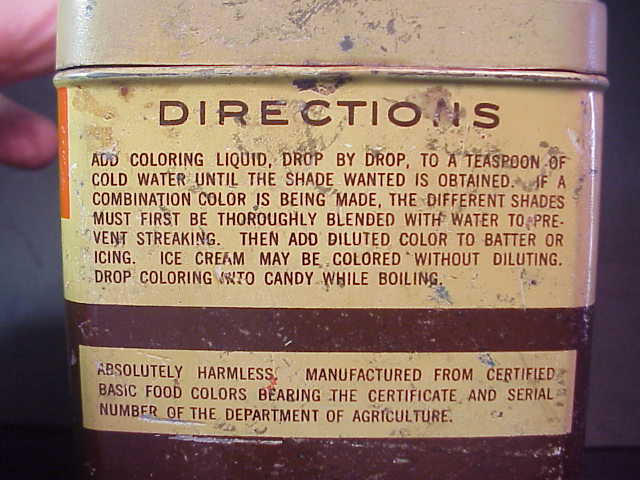 DIRECTIONS
ADD COLORING LIQUID, DROP BY DROP, TO A TEASPOON OF
COLD WATER UNTIL THE SHADE WANTED IS OBTAINED. IF A
COMBINATION COLOR IS BEING MADE, THE DIFFERENT SHADES
MUST FIRST BE THOROUGHLY BLENDED WITH WATER TO PRE-
VENT STREAKING. THEN ADD DILUTED COLOR TO BATTER OR
ICING. ICE CREAM MAY BE COLORED WITHOUT DILUTING.
DROP COLORING INTO CANDY WHILE BOILING.
ABSOLUTELY HARMLESS. MANUFACTURED FROM CERTIFIED
BASIC FOOD COLORS BEARING THE CERTIFICATE AND SERIAL
NUMBER OF THE DEPARTMENT OF AGRICULTURE.